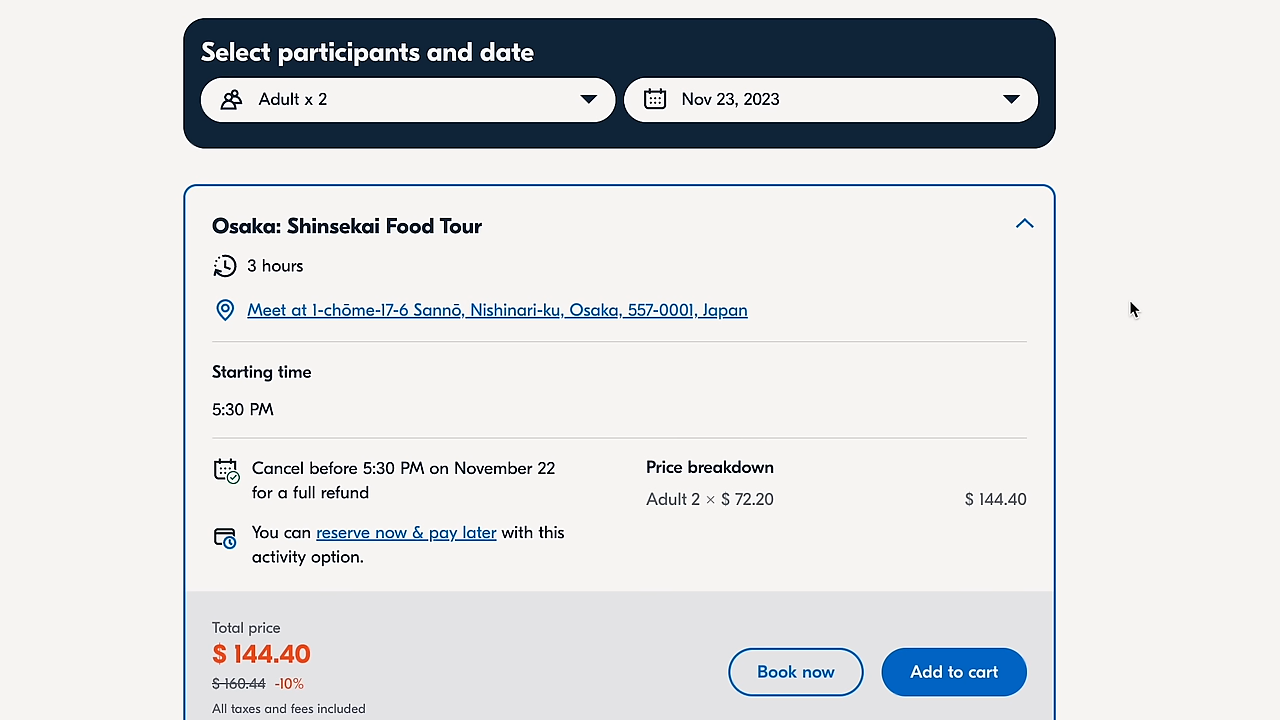 Select participants and date
Adult x 2
Nov 23, 2023
Osaka: Shinsekai Food Tour
3 hours
Meet at 1-chōme-17-6 Sannō, Nishinari-ku, Osaka, 557-0001, Japan
Starting time
5:30 PM
Cancel before 5:30 PM on November 22
for a full refund
You can reserve now & pay later with this
activity option.
Price breakdown
Adult 2 × $ 72.20 $ 144.40
Total price
$ 144.40
$ 160.44 -10%
All taxes and fees included
Book now
Add to cart